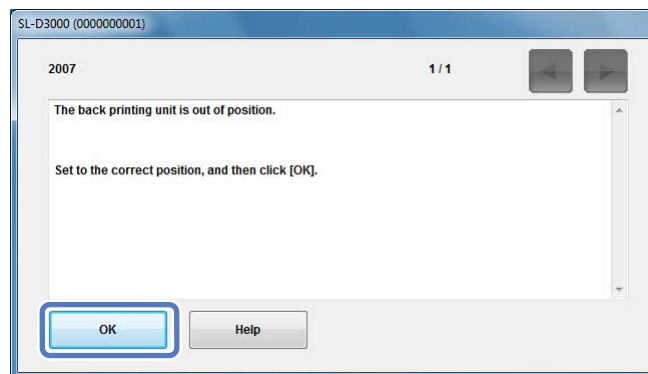 SL-D3000 (0000000001)
2007 1 / 1
The back printing unit is out of position.
Set to the correct position, and then click [OK].
OK Help